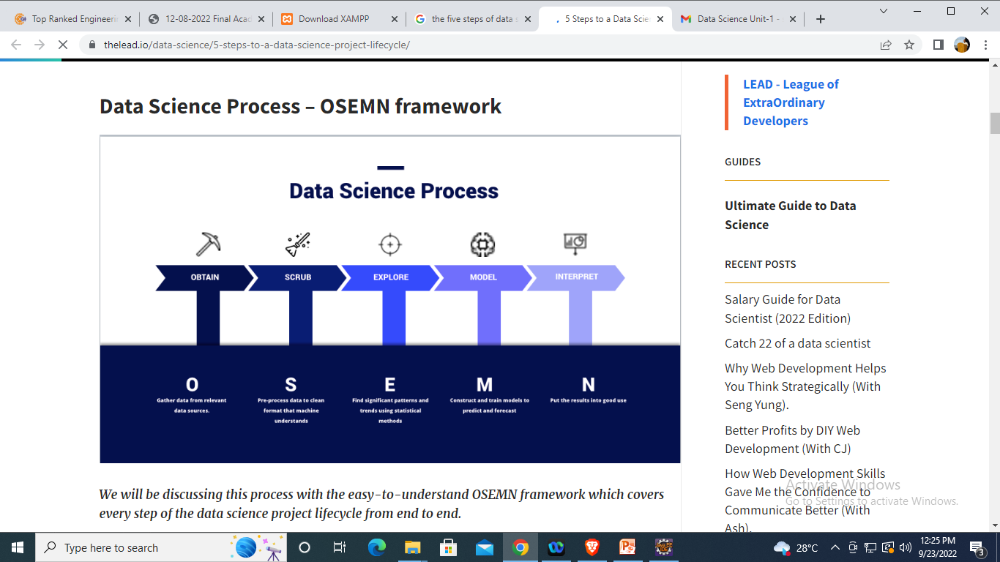 Top Ranked Engineeri
12-08-2022 Final Acad
Download XAMPP
the five steps of data s
5 Steps to a Data Scie
Data Science Unit-1 -
thelead.io/data-science/5-steps-to-a-data-science-project-lifecycle/
Data Science Process – OSEMN framework
Data Science Process
OBTAIN
SCRUB
EXPLORE
MODEL
INTERPRET
O
Gather data from relevant
data sources.
S
Pre-process data to clean
format that machine
understands
E
Find significant patterns and
trends using statistical
methods
M
Construct and train models to
predict and forecast
N
Put the results into good use
We will be discussing this process with the easy-to-understand OSEMN framework which covers
every step of the data science project lifecycle from end to end.
LEAD - League of
ExtraOrdinary
Developers
GUIDES
Ultimate Guide to Data
Science
RECENT POSTS
Salary Guide for Data
Scientist (2022 Edition)
Catch 22 of a data scientist
Why Web Development Helps
You Think Strategically (With
Seng Yung).
Better Profits by DIY Web
Development (With CJ)
How Web Development Skills
Gave Me the Confidence to
Communicate Better (With
Ash).
Activate Windows
Go to Settings to activate Windows.
Type here to search
28°C
12:25 PM
9/23/2022
3